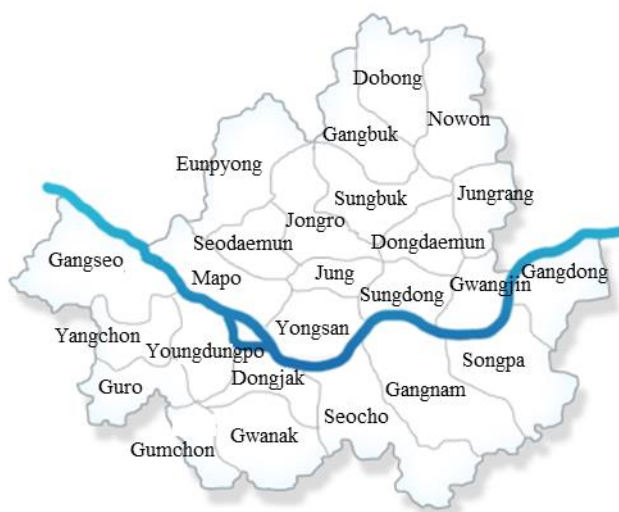 Dobong
Nowon
Gangbuk
Eunpyong
Sungbuk
Jungrang
Jongro
Seodaemun
Dongdaemun
Gangseo
Mapo
Jung
Sungdong
Gwangjin
Gangdong
Yangchon
Youngdungpo
Yongsan
Songpa
Guro
Dongjak
Gangnam
Seocho
Gumchon
Gwanak